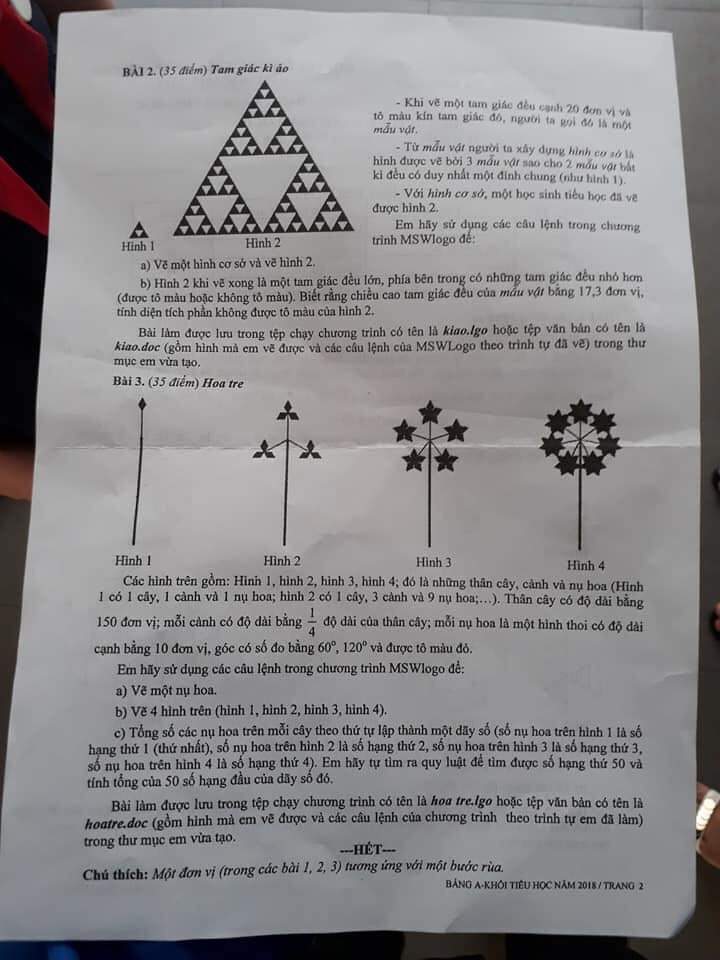 BÀI 2. (35 điểm) Tam giác kì ảo
- Khi vẽ một tam giác đều cạnh 20 đơn vị và
tô màu kín tam giác đó, người ta gọi đó là một
mẫu vật.
- Từ mẫu vật người ta xây dựng hình cơ sở là
hình được vẽ bởi 3 mẫu vật sao cho 2 mẫu vật bất
kì đều có duy nhất một đỉnh chung (như hình 1).
- Với hình cơ sở, một học sinh tiểu học đã vẽ
được hình 2.
Em hãy sử dụng các câu lệnh trong chương
trình MSWlogo để:
Hình 1
Hình 2
a) Vẽ một hình cơ sở và vẽ hình 2.
b) Hình 2 khi vẽ xong là một tam giác đều lớn, phía bên trong có những tam giác đều nhỏ hơn
(được tô màu hoặc không tô màu). Biết rằng chiều cao tam giác đều của mẫu vật bằng 17,3 đơn vị,
tính diện tích phần không được tô màu của hình 2.
Bài làm được lưu trong tệp chạy chương trình có tên là kiao.lgo hoặc tệp văn bản có tên là
kiao.doc (gồm hình mà em vẽ được và các câu lệnh của MSWLogo theo trình tự đã vẽ) trong thư
mục em vừa tạo.
Bài 3. (35 điểm) Hoa tre
Hình 1
Hình 2
Hình 3
Hình 4
Các hình trên gồm: Hình 1, hình 2, hình 3, hình 4; đó là những thân cây, cành và nụ hoa (Hình
1 có 1 cây, 1 cành và 1 nụ hoa; hình 2 có 1 cây, 3 cành và 9 nụ hoa;…). Thân cây có độ dài bằng
150 đơn vị; mỗi cành có độ dài bằng 1/4 độ dài của thân cây; mỗi nụ hoa là một hình thoi có độ dài
cạnh bằng 10 đơn vị, góc có số đo bằng 60º, 120º và được tô màu đỏ.
Em hãy sử dụng các câu lệnh trong chương trình MSWlogo để:
a) Vẽ một nụ hoa.
b) Vẽ 4 hình trên (hình 1, hình 2, hình 3, hình 4).
c) Tổng số các nụ hoa trên mỗi cây theo thứ tự lập thành một dãy số (số nụ hoa trên hình 1 là số
hạng thứ 1 (thứ nhất), số nụ hoa trên hình 2 là số hạng thứ 2, số nụ hoa trên hình 3 là số hạng thứ 3,
số nụ hoa trên hình 4 là số hạng thứ 4). Em hãy tự tìm ra quy luật để tìm được số hạng thứ 50 và
tính tổng của 50 số hạng đầu của dãy số đó.
Bài làm được lưu trong tệp chạy chương trình có tên là hoa tre.lgo hoặc tệp văn bản có tên là
hoatre.doc (gồm hình mà em vẽ được và các câu lệnh của chương trình theo trình tự em đã làm)
trong thư mục em vừa tạo.
---HẾT---
Chú thích: Một đơn vị (trong các bài 1, 2, 3) tương ứng với một bước rùa.
BẢNG A-KHỐI TIỂU HỌC NĂM 2018 / TRANG 2